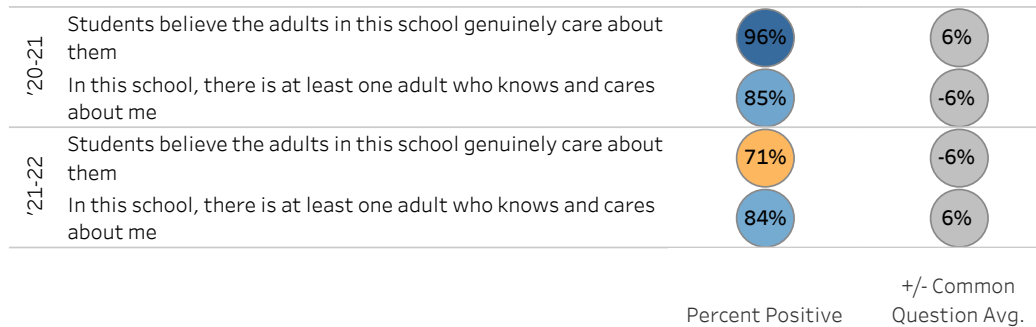 '20-21
Students believe the adults in this school genuinely care about
them
96%
6%
In this school, there is at least one adult who knows and cares
about me
85%
-6%
'21-22
Students believe the adults in this school genuinely care about
them
71%
-6%
In this school, there is at least one adult who knows and cares
about me
84%
6%
Percent Positive
+/- Common
Question Avg.